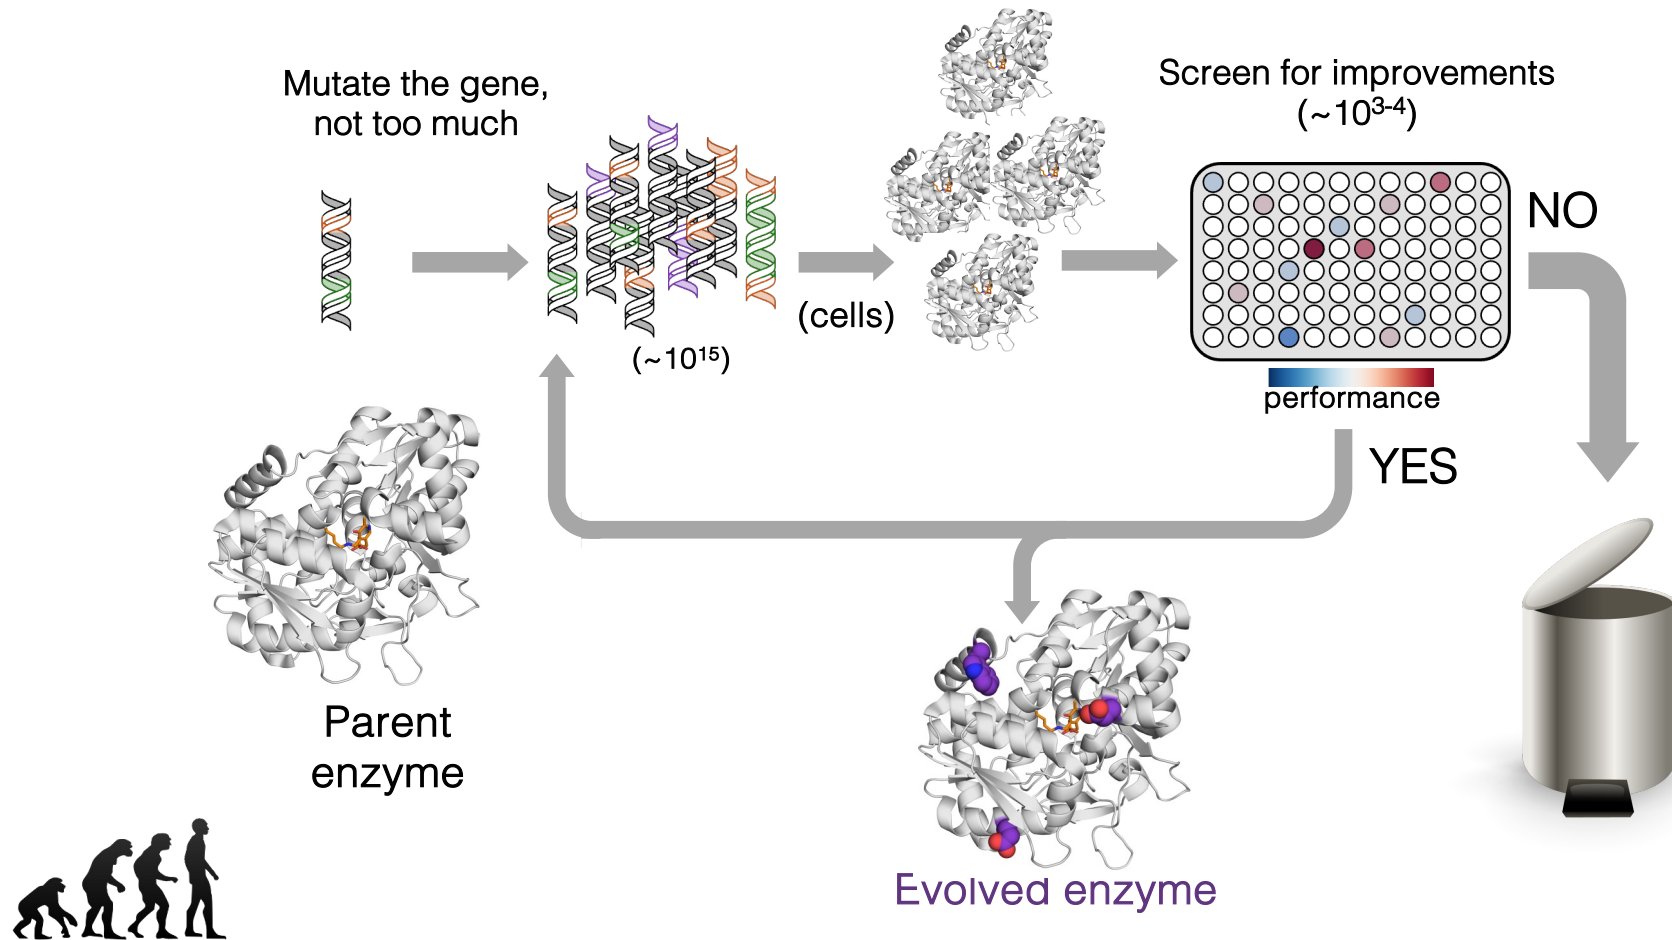 Mutate the gene,
not too much
(~10¹⁵)
(cells)
Screen for improvements
(~10³⁻⁴)
performance
NO
YES
Parent
enzyme
Evolved enzyme